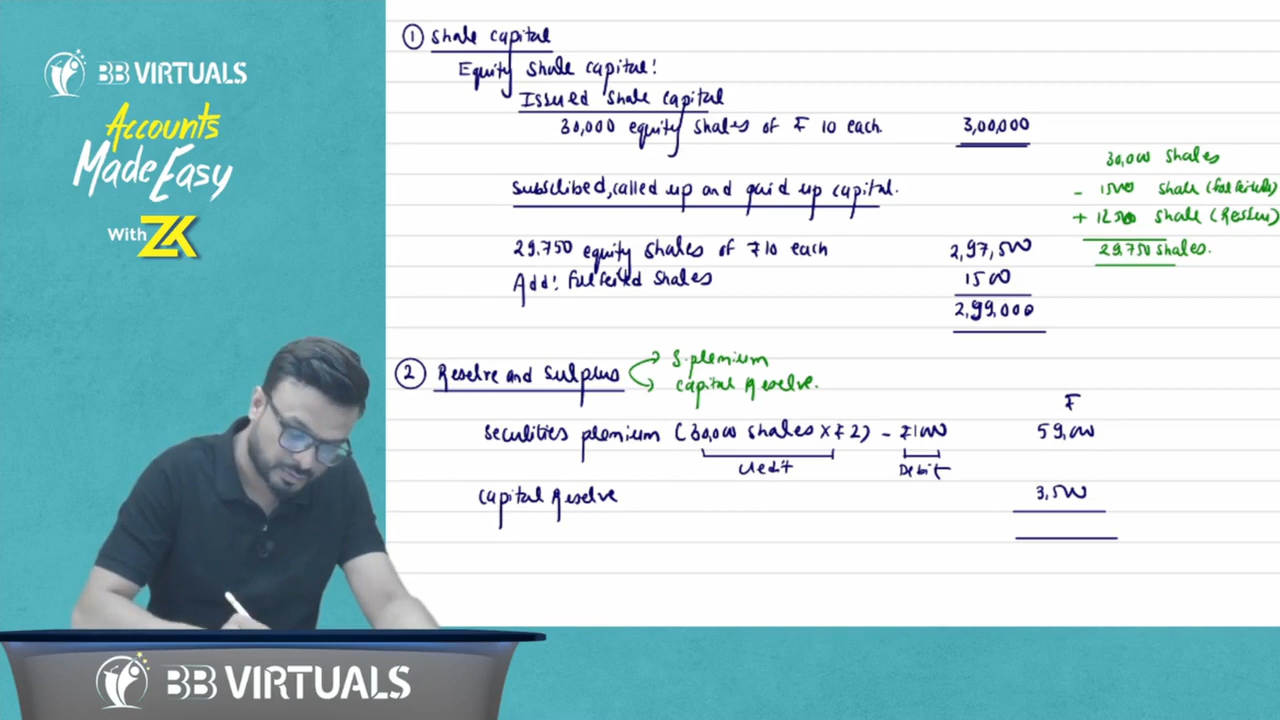 BB VIRTUALS
Accounts
Made Easy
With ZK
① Share capital
Equity Share capital:
Issued Share capital
30,000 equity shares of ₹ 10 each 3,00,000
Subscribed, called up and paid up capital.
29,750 equity shares of ₹10 each 2,97,500
Add: Forfeited Shares 1500
2,99,000
30,000 Shares
- 1500 Share (Forfeiture)
+ 1250 Share (Reissue)
29,750 shares.
② Reserve and Surplus
S. premium
Capital Reserve.
₹
Securities premium (30,000 shares × ₹ 2) - ₹1000 59,000
Credit Debit
Capital Reserve 3,500
BB VIRTUALS